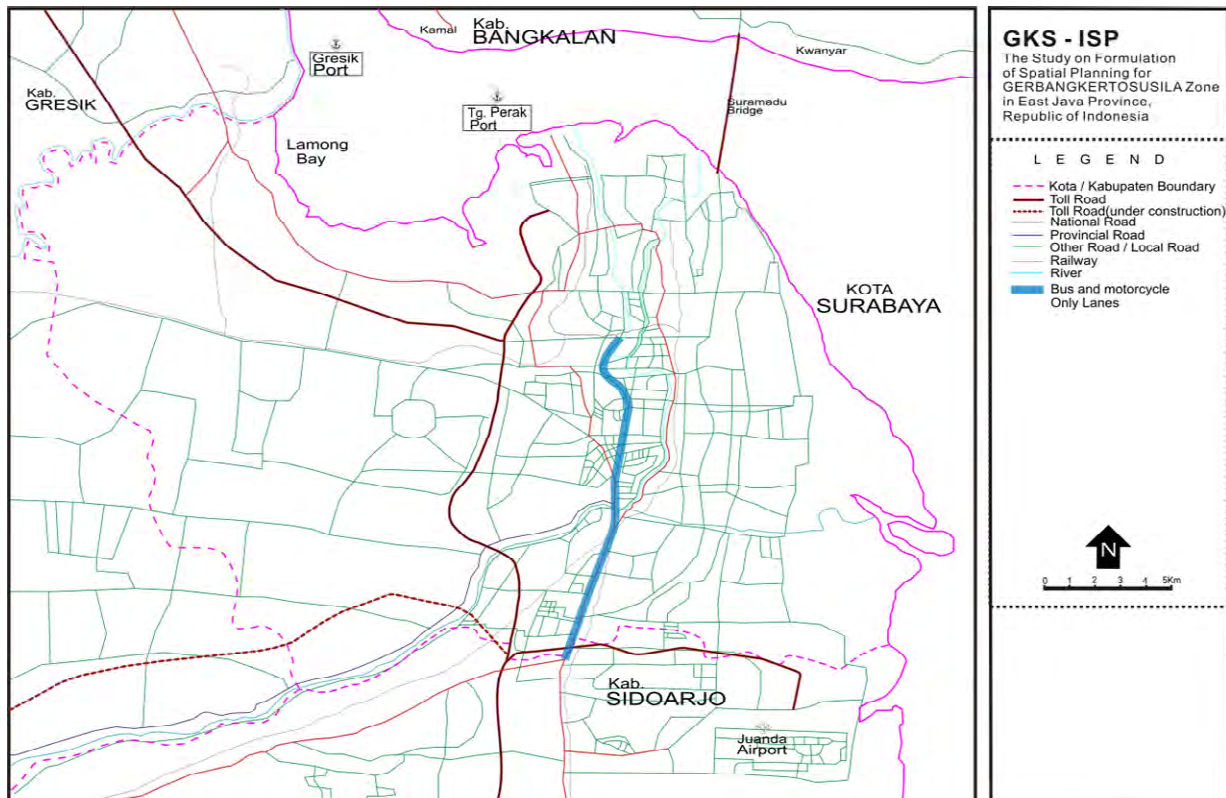 Kab.
BANGKALAN
Kamal
Kwanyar
Gresik
Port
Kab.
GRESIK
Tg. Perak
Port
Suramadu
Bridge
Lamong
Bay
KOTA
SURABAYA
Kab.
SIDOARJO
Juanda
Airport
GKS - ISP
The Study on Formulation
of Spatial Planning for
GERBANGKERTOSUSILA Zone
in East Java Province,
Republic of Indonesia
L E G E N D
Kota / Kabupaten Boundary
Toll Road
Toll Road(under construction)
National Road
Provincial Road
Other Road / Local Road
Railway
River
Bus and motorcycle
Only Lanes
N
0 1 2 3 4 5Km